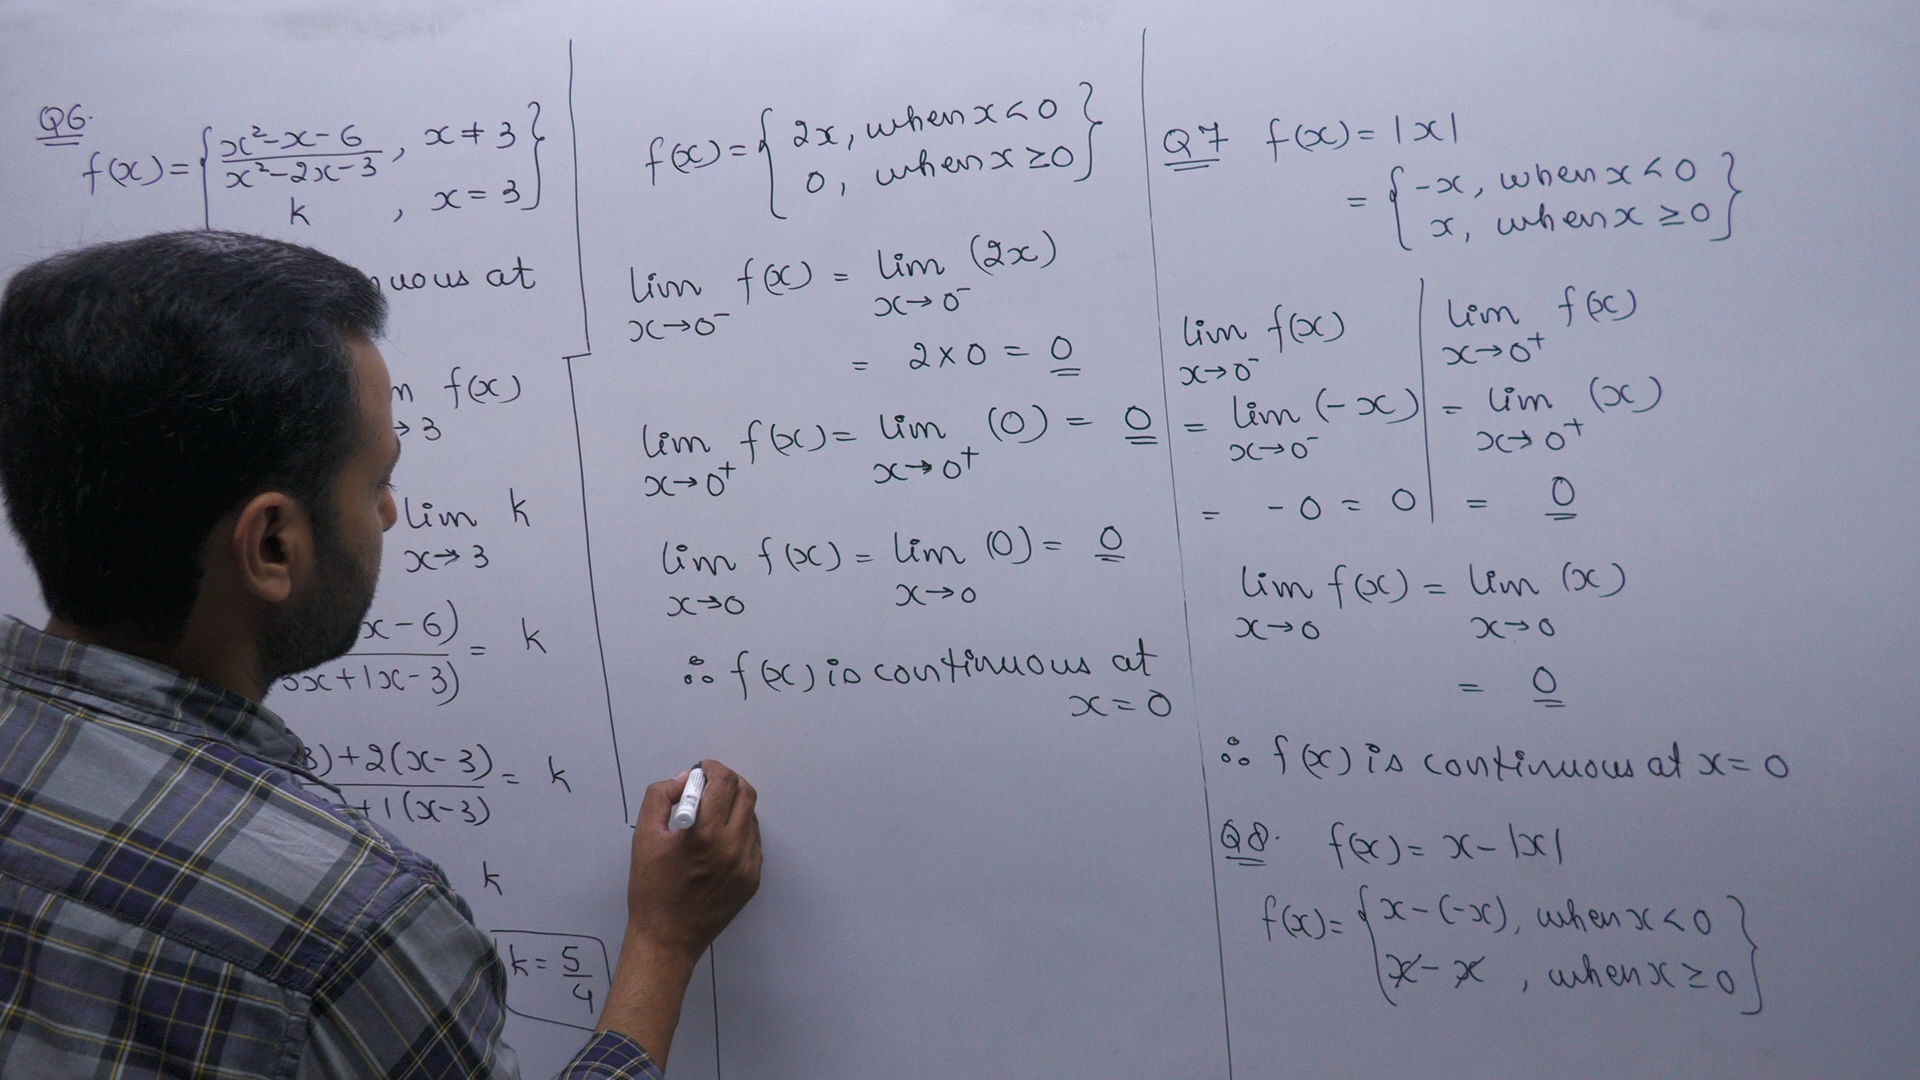 Q6.
f(x) = { x²-x-6 / x²-2x-3 , x ≠ 3
k , x = 3 }
uous at
f(x)
→ 3
lim k
x→3
x-6) / x+1x-3) = k
)+2(x-3) / +1(x-3) = k
k
k = 5/4
f(x) = { 2x, when x < 0
0, when x ≥ 0 }
lim f(x) = lim (2x)
x→0⁻ x→0⁻
= 2×0 = 0
lim f(x) = lim (0) = 0
x→0⁺ x→0⁺
lim f(x) = lim (0) = 0
x→0 x→0
∴ f(x) is continuous at
x = 0
Q7 f(x) = |x|
= { -x, when x < 0
x, when x ≥ 0 }
lim f(x)
x→0⁻
= lim (-x)
x→0⁻
= -0 = 0
lim f(x)
x→0⁺
= lim (x)
x→0⁺
= 0
lim f(x) = lim (x)
x→0 x→0
= 0
∴ f(x) is continuous at x = 0
Q8. f(x) = x-|x|
f(x) = { x-(-x), when x < 0
x-x , when x ≥ 0 }